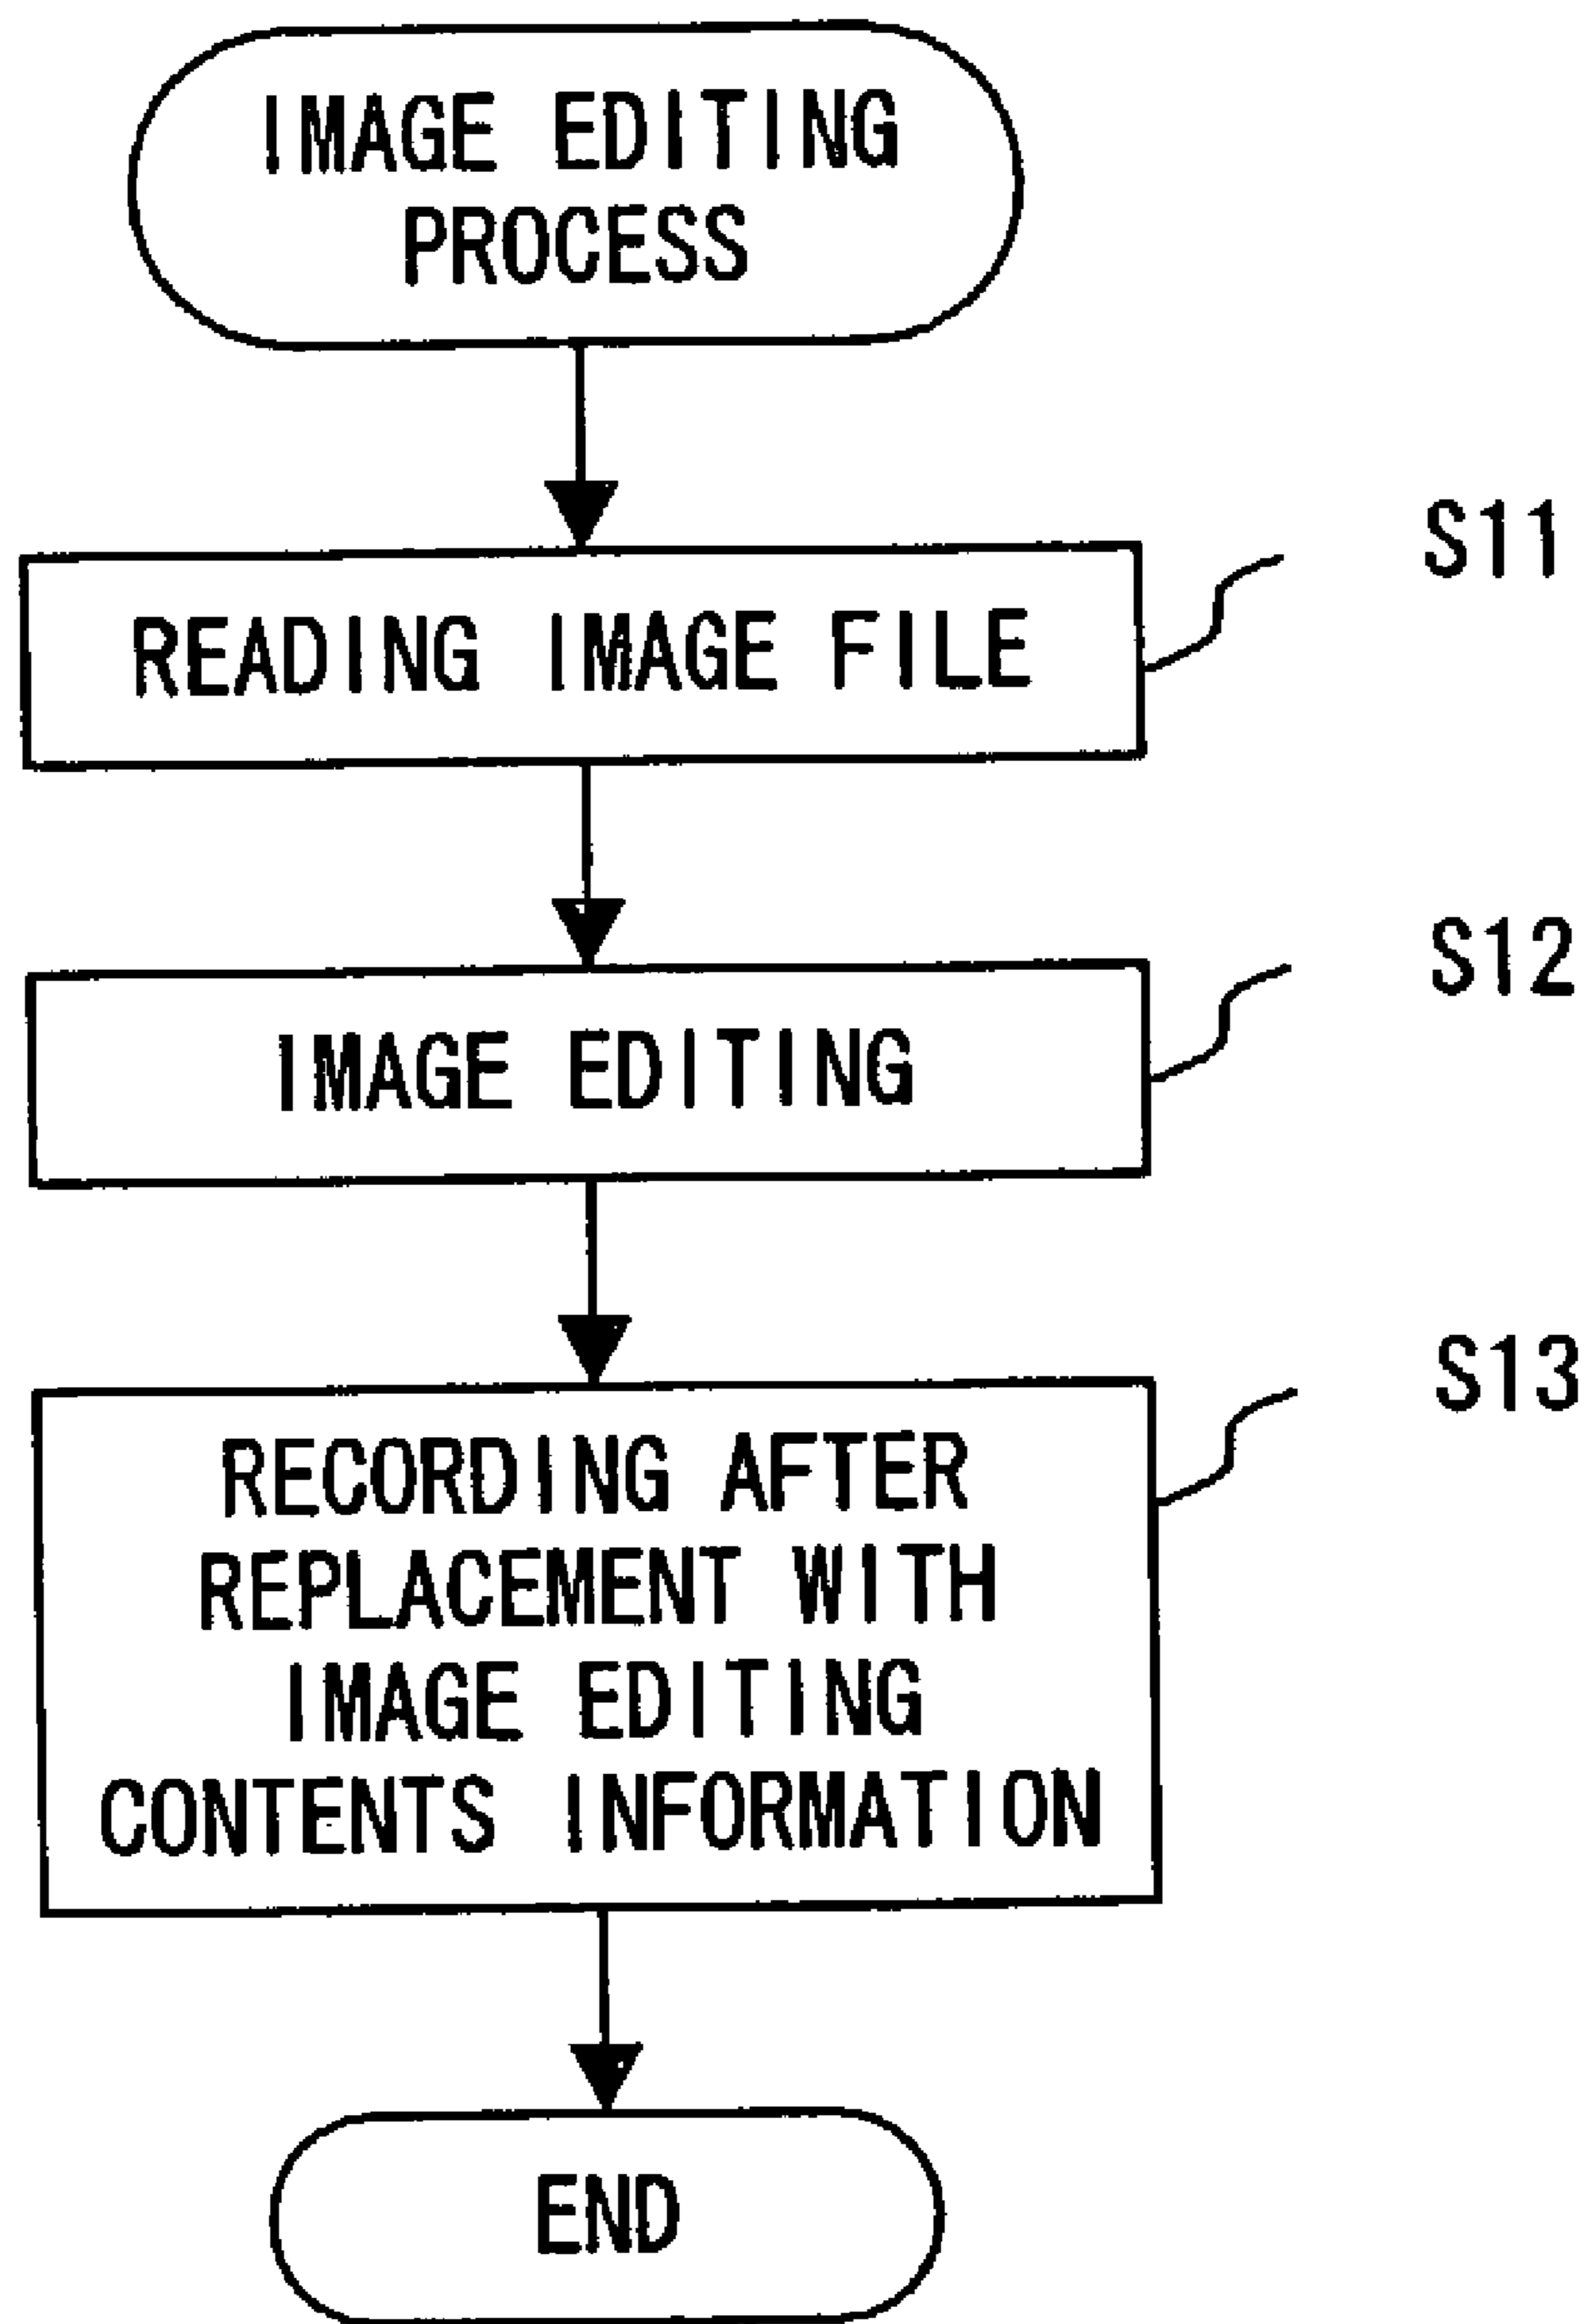 IMAGE EDITING
PROCESS
S11
READING IMAGE FILE
S12
IMAGE EDITING
S13
RECORDING AFTER
REPLACEMENT WITH
IMAGE EDITING
CONTENTS INFORMATION
END